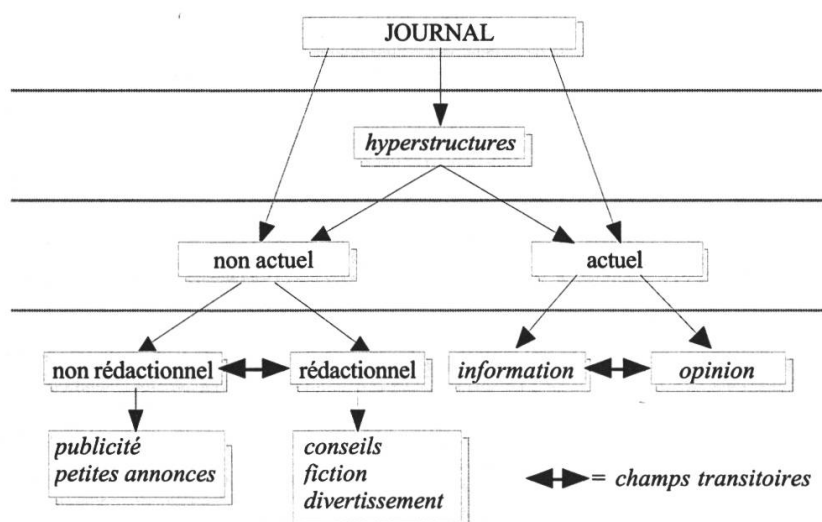 JOURNAL
hyperstructures
non actuel
actuel
non rédactionnel
rédactionnel
information
opinion
publicité
petites annonces
conseils
fiction
divertissement
= champs transitoires